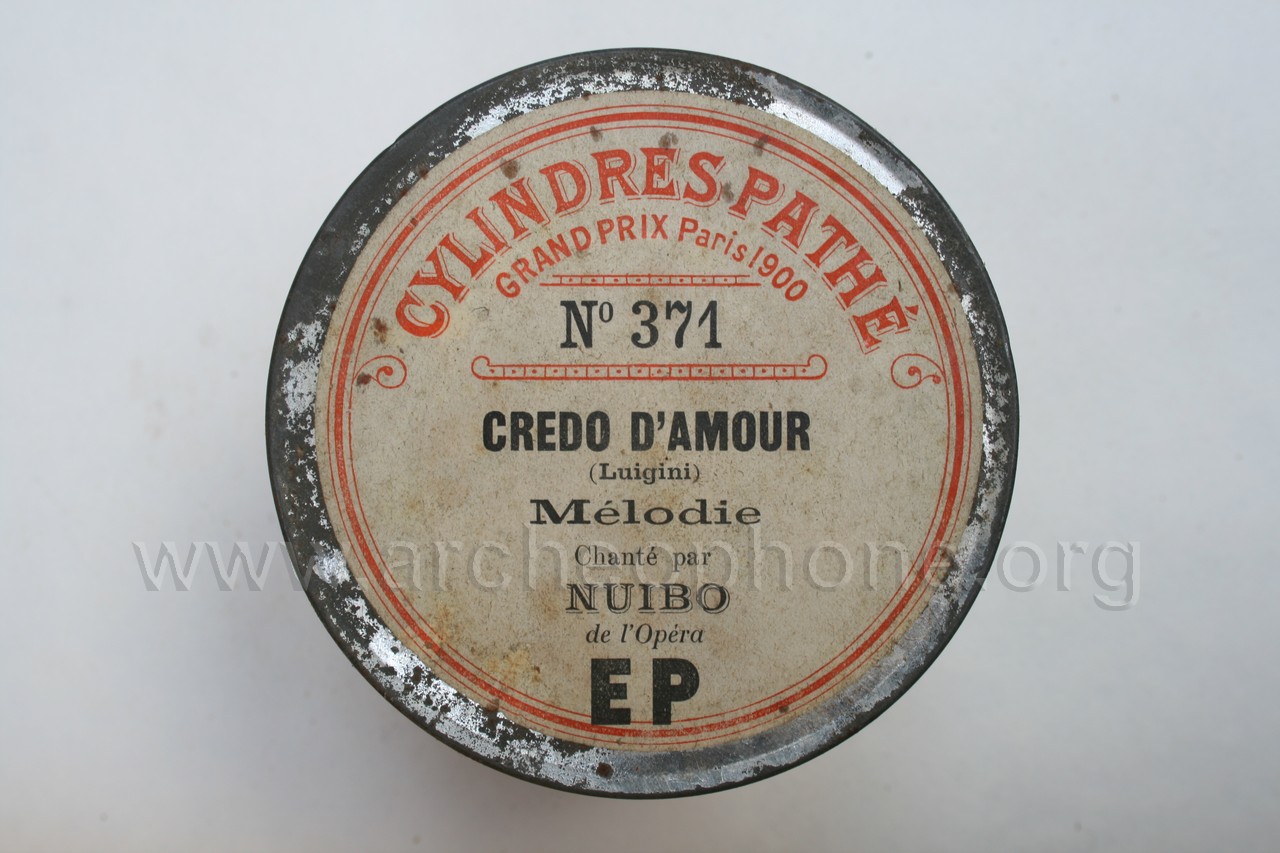 CYLINDRES PATHÉ
GRAND PRIX Paris 1900
Nº 371
CREDO D'AMOUR
(Luigini)
Mélodie
www.archeophone.org
Chanté par
NUIBO
de l'Opéra
EP